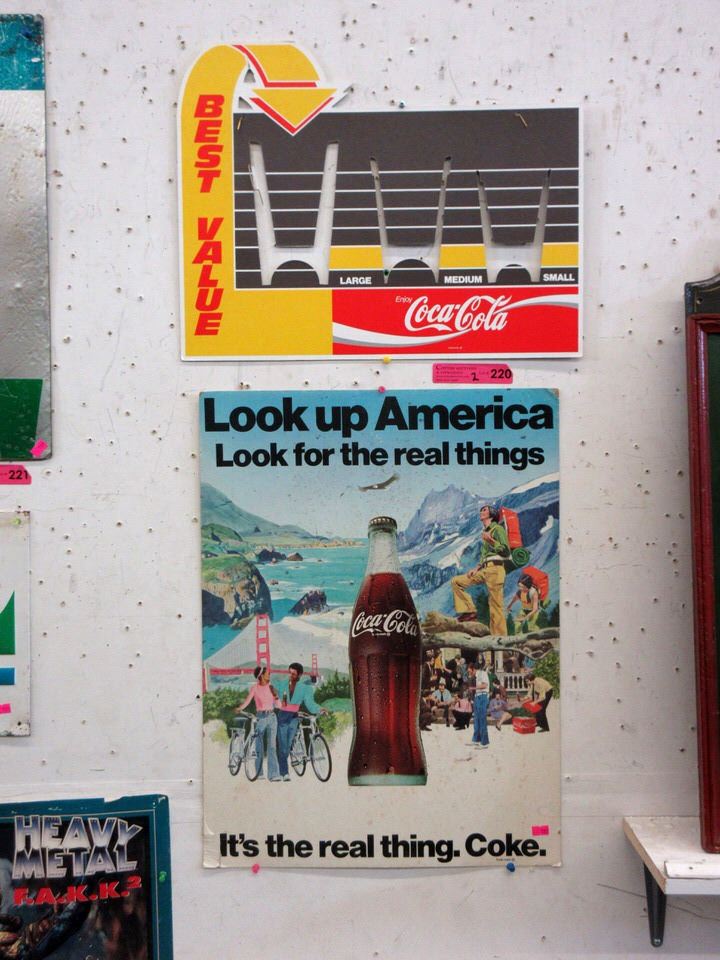 BEST VALUE
LARGE
MEDIUM
SMALL
Enjoy
Coca-Cola
2
220
Look up America
Look for the real things
Coca-Cola
It's the real thing. Coke.
221
HEAVY
METAL
F.A.K.K.2